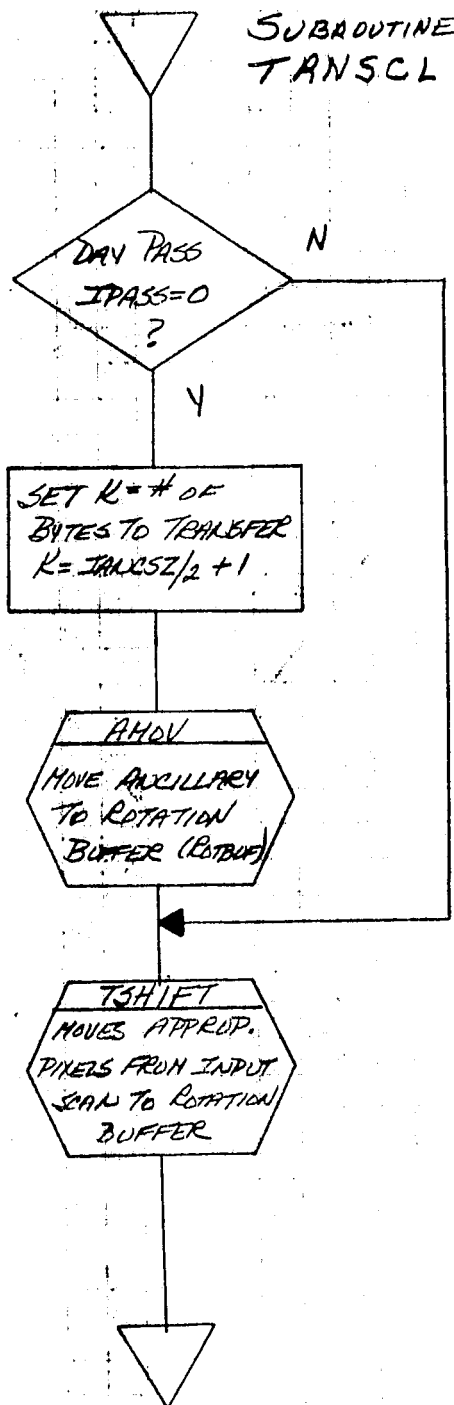 SUBROUTINE
TRNSCL
DAY PASS
IPASS=0
?
N
Y
SET K = # OF
BYTES TO TRANSFER
K = IANCSZ/2 + 1
AMOV
MOVE ANCILLARY
TO ROTATION
BUFFER (ROTBUF)
TSHIFT
MOVES APPROP.
PIXELS FROM INPUT
SCAN TO ROTATION
BUFFER